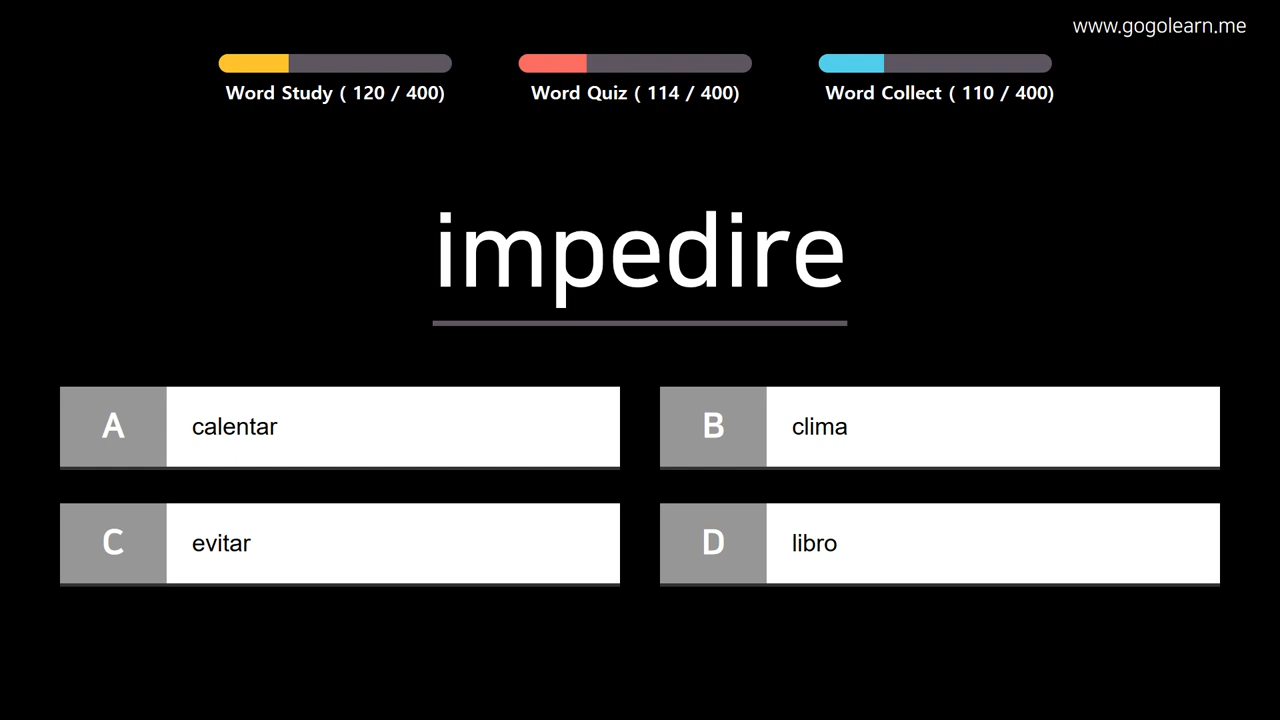 www.gogolearn.me
Word Study ( 120 / 400)
Word Quiz ( 114 / 400)
Word Collect ( 110 / 400)
impedire
A calentar
B clima
C evitar
D libro